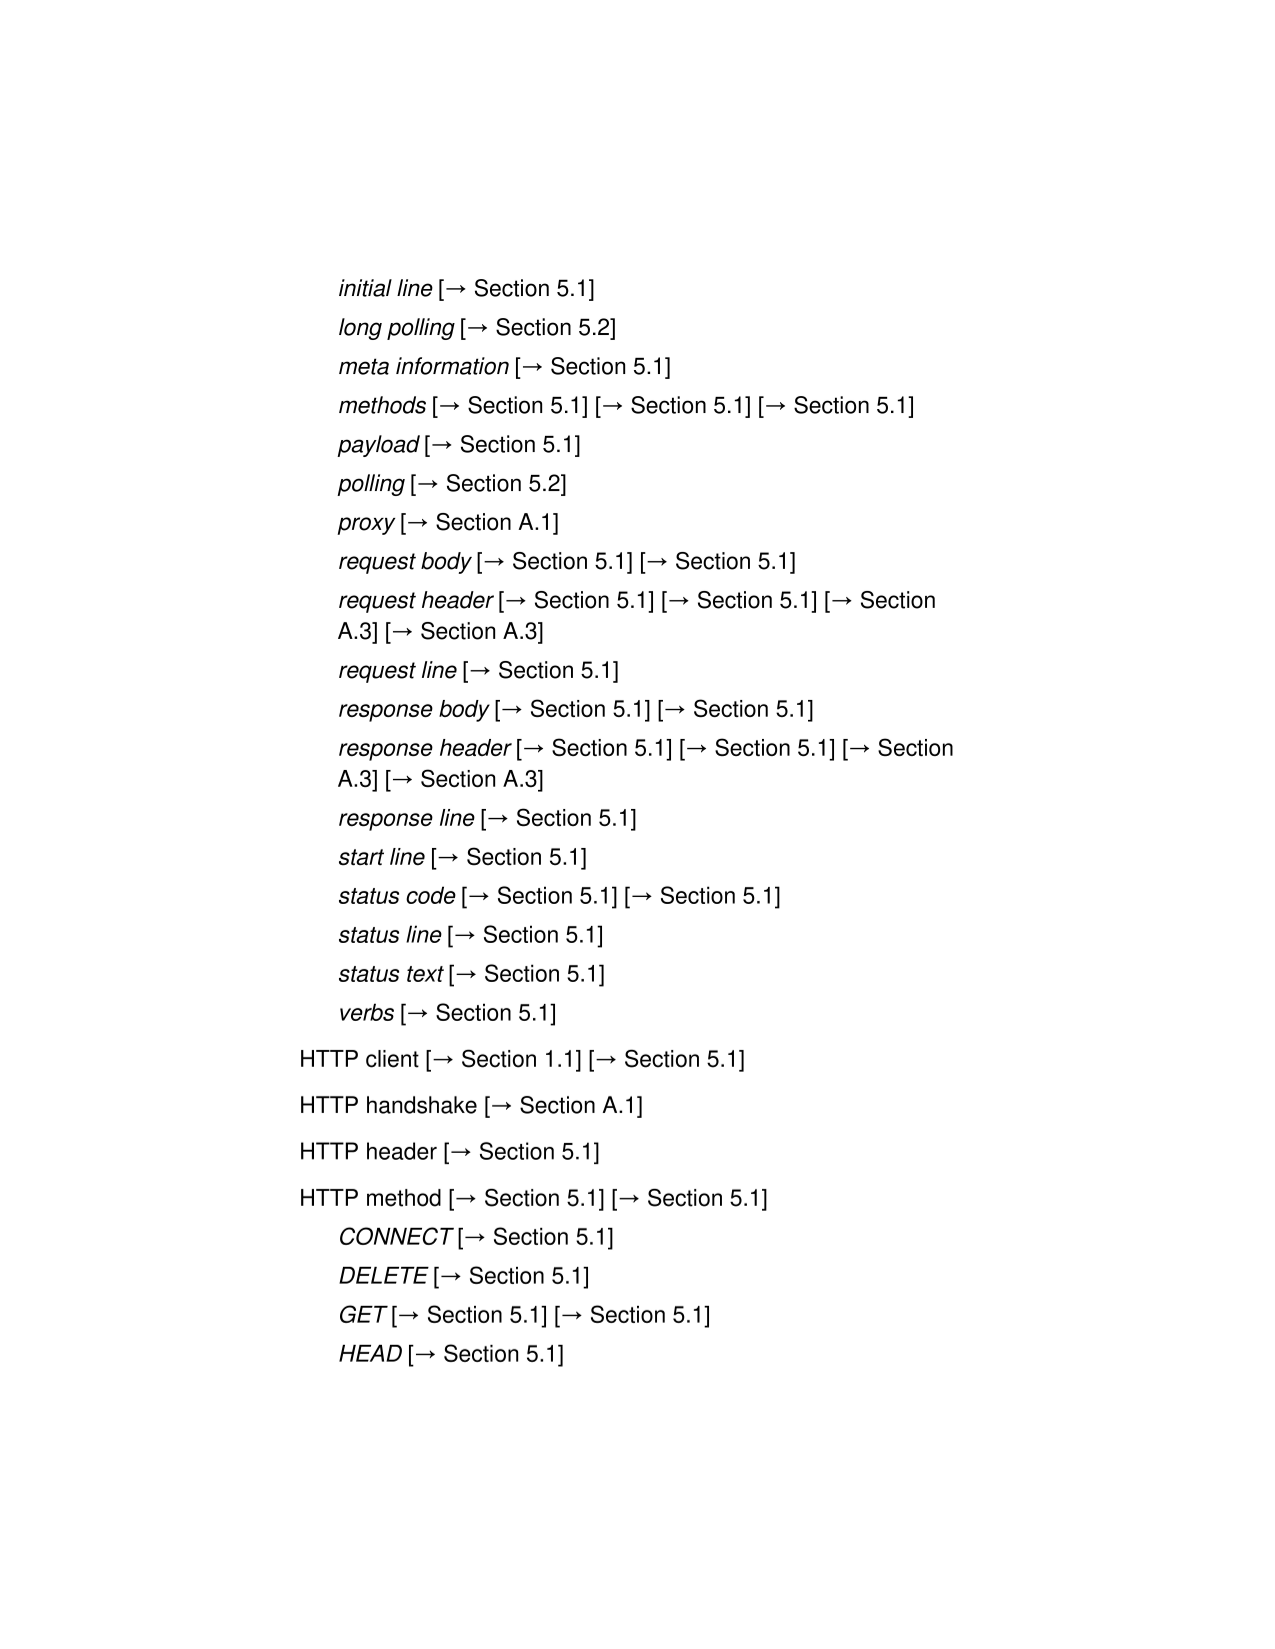 initial line [→ Section 5.1]
long polling [→ Section 5.2]
meta information [→ Section 5.1]
methods [→ Section 5.1] [→ Section 5.1] [→ Section 5.1]
payload [→ Section 5.1]
polling [→ Section 5.2]
proxy [→ Section A.1]
request body [→ Section 5.1] [→ Section 5.1]
request header [→ Section 5.1] [→ Section 5.1] [→ Section
A.3] [→ Section A.3]
request line [→ Section 5.1]
response body [→ Section 5.1] [→ Section 5.1]
response header [→ Section 5.1] [→ Section 5.1] [→ Section
A.3] [→ Section A.3]
response line [→ Section 5.1]
start line [→ Section 5.1]
status code [→ Section 5.1] [→ Section 5.1]
status line [→ Section 5.1]
status text [→ Section 5.1]
verbs [→ Section 5.1]
HTTP client [→ Section 1.1] [→ Section 5.1]
HTTP handshake [→ Section A.1]
HTTP header [→ Section 5.1]
HTTP method [→ Section 5.1] [→ Section 5.1]
CONNECT [→ Section 5.1]
DELETE [→ Section 5.1]
GET [→ Section 5.1] [→ Section 5.1]
HEAD [→ Section 5.1]